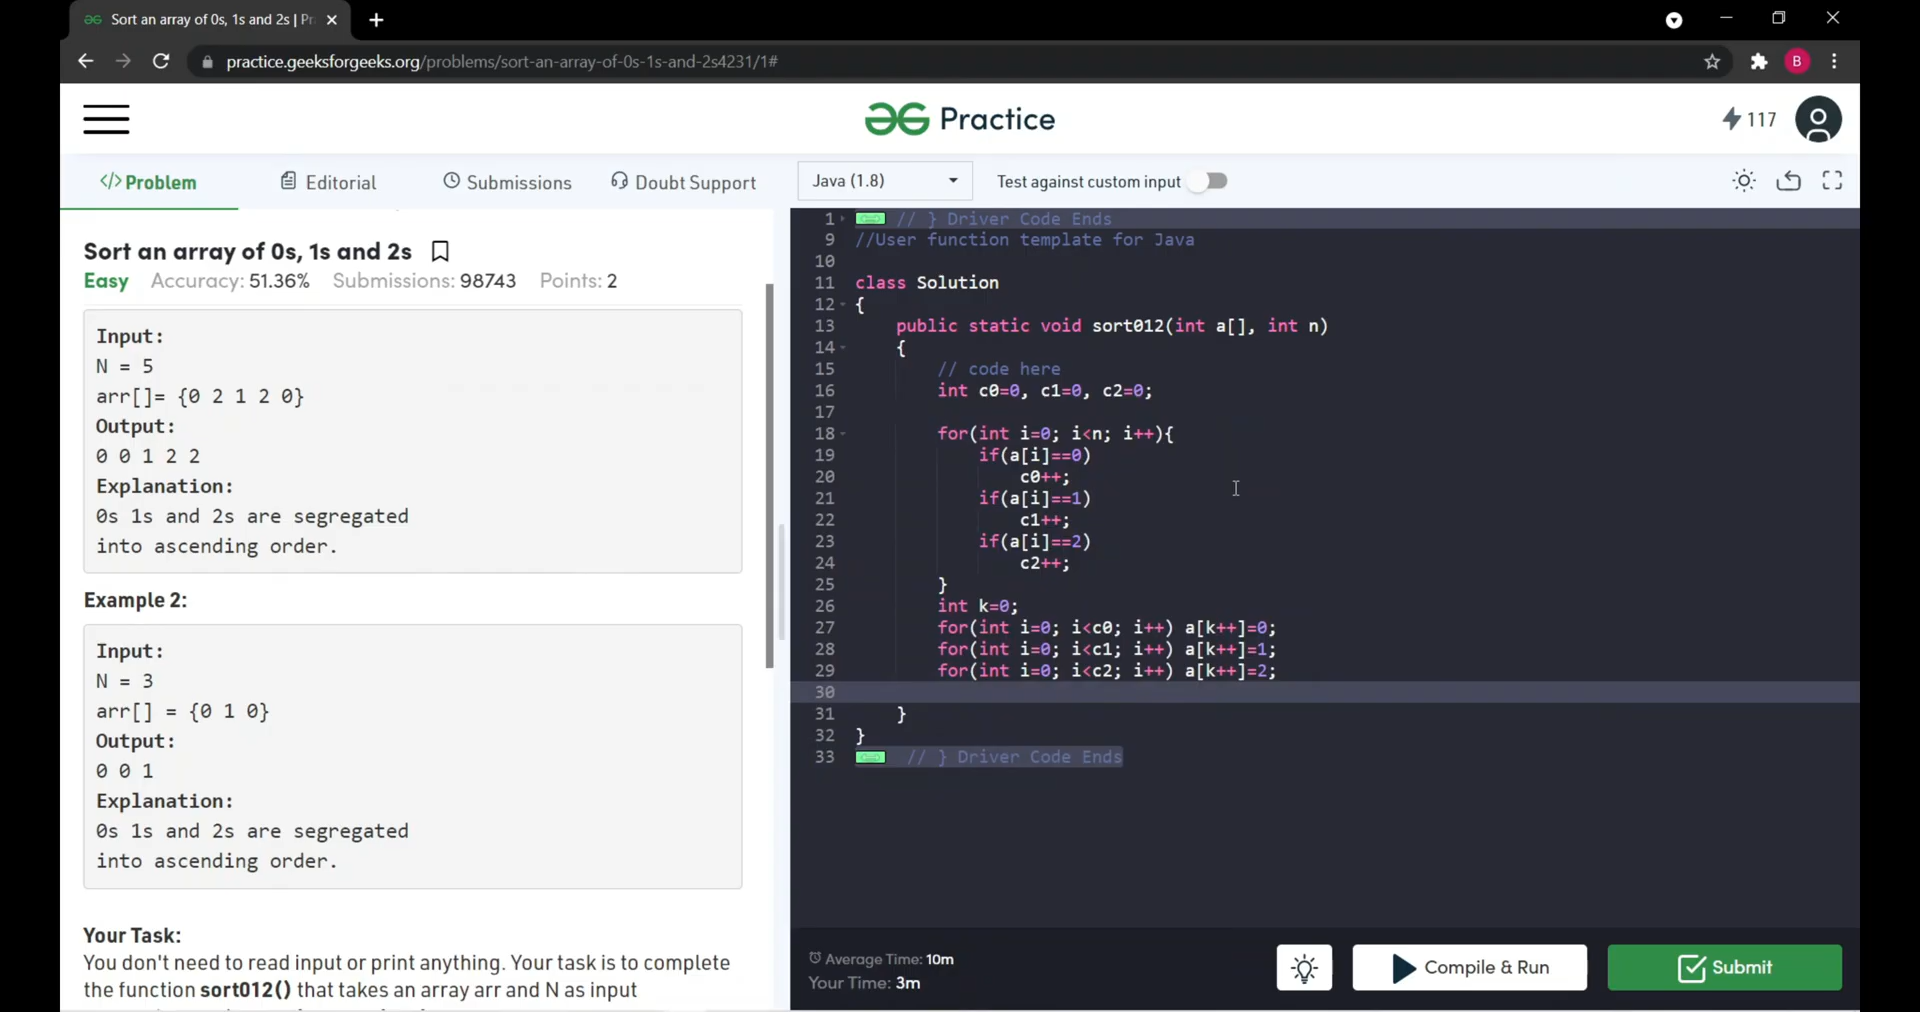 Sort an array of 0s, 1s and 2s | Pr
practice.geeksforgeeks.org/problems/sort-an-array-of-0s-1s-and-2s4231/1#
B
Practice
117
</> Problem
Editorial
Submissions
Doubt Support
Java (1.8)
Test against custom input
Sort an array of 0s, 1s and 2s
Easy Accuracy: 51.36% Submissions: 98743 Points: 2
Input:
N = 5
arr[]= {0 2 1 2 0}
Output:
0 0 1 2 2
Explanation:
0s 1s and 2s are segregated
into ascending order.
Example 2:
Input:
N = 3
arr[] = {0 1 0}
Output:
0 0 1
Explanation:
0s 1s and 2s are segregated
into ascending order.
Your Task:
You don't need to read input or print anything. Your task is to complete
the function sort012() that takes an array arr and N as input
1 // } Driver Code Ends
9 //User function template for Java
10
11 class Solution
12 {
13 public static void sort012(int a[], int n)
14 {
15 // code here
16 int c0=0, c1=0, c2=0;
17
18 for(int i=0; i<n; i++){
19 if(a[i]==0)
20 c0++;
21 if(a[i]==1)
22 c1++;
23 if(a[i]==2)
24 c2++;
25 }
26 int k=0;
27 for(int i=0; i<c0; i++) a[k++]=0;
28 for(int i=0; i<c1; i++) a[k++]=1;
29 for(int i=0; i<c2; i++) a[k++]=2;
30
31 }
32 }
33 // } Driver Code Ends
Average Time: 10m
Your Time: 3m
Compile & Run
Submit